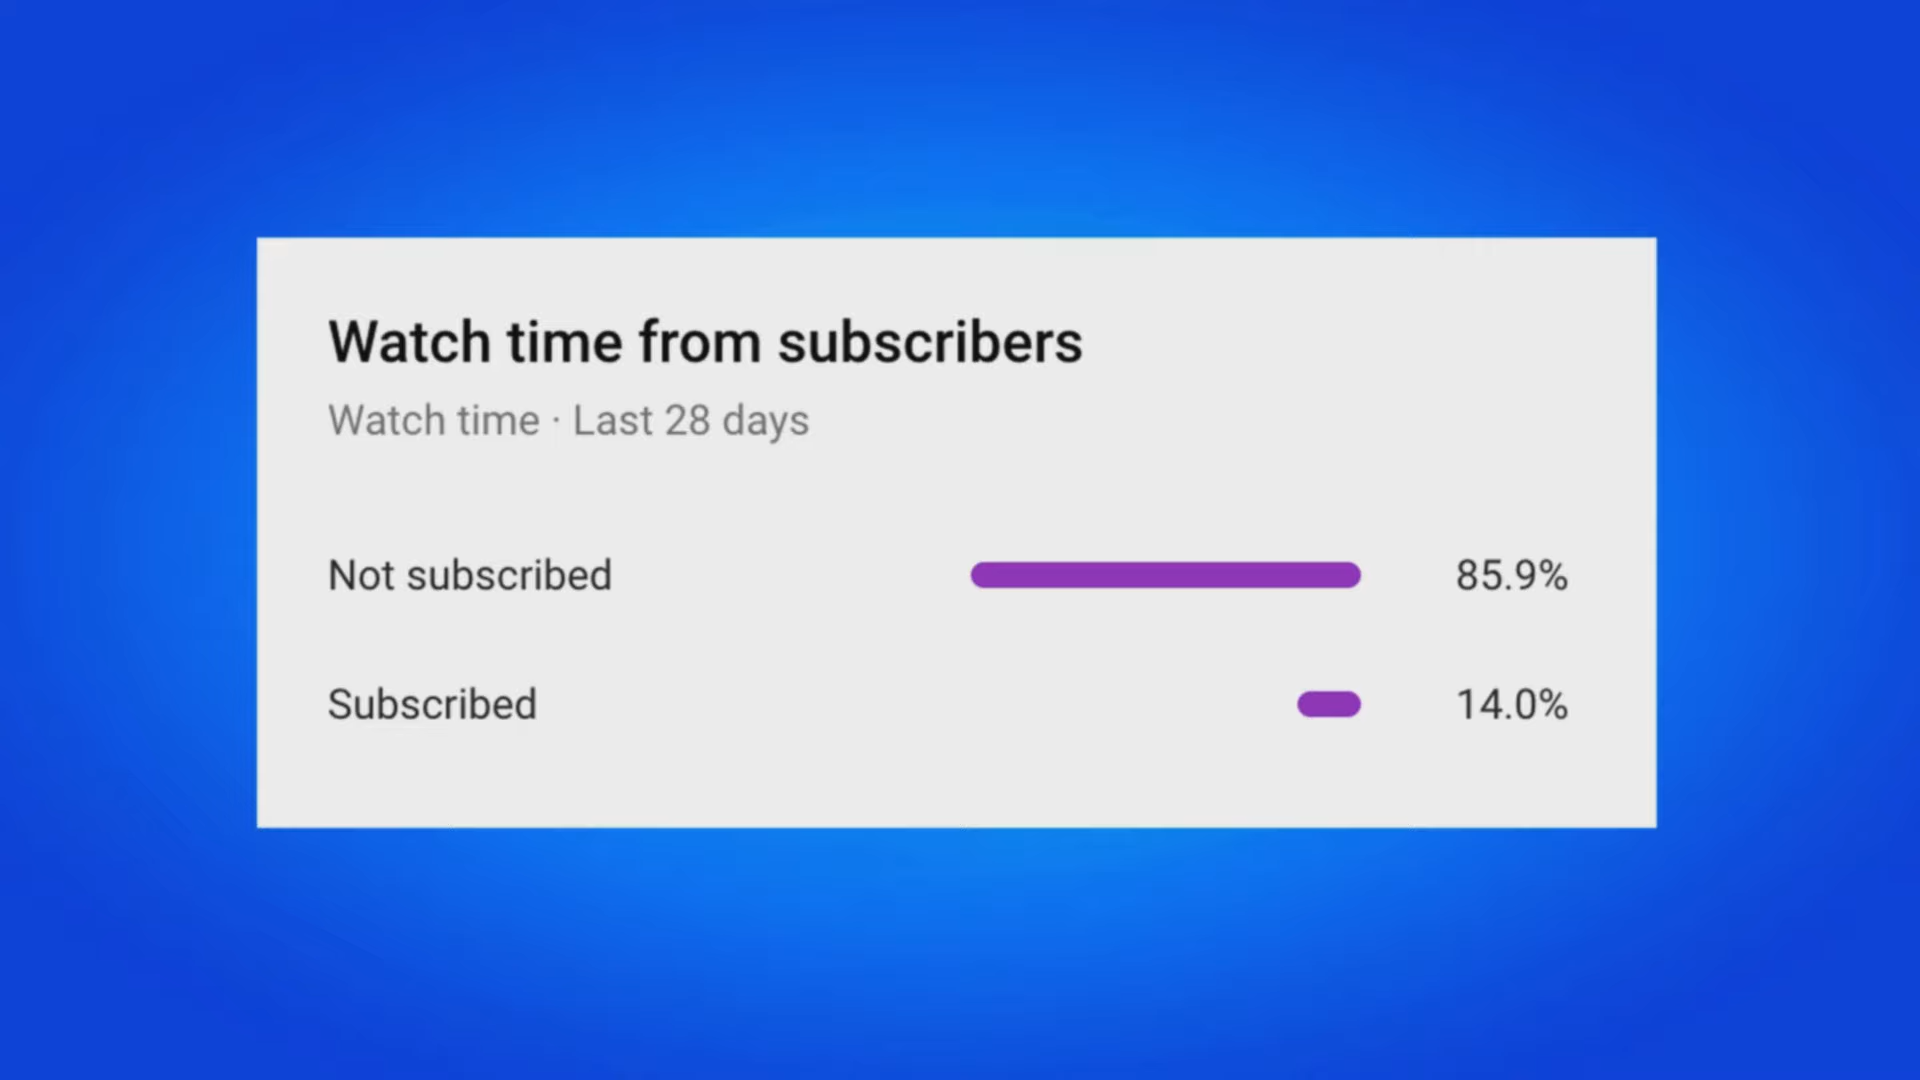 Watch time from subscribers
Watch time · Last 28 days
Not subscribed 85.9%
Subscribed 14.0%